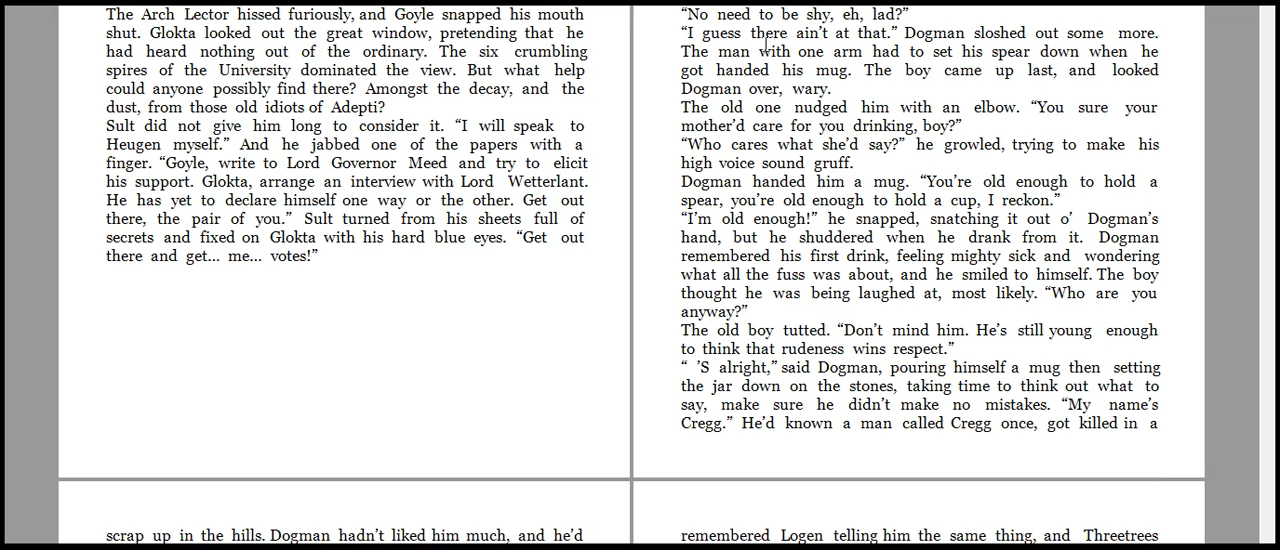 The Arch Lector hissed furiously, and Goyle snapped his mouth
shut. Glokta looked out the great window, pretending that he
had heard nothing out of the ordinary. The six crumbling
spires of the University dominated the view. But what help
could anyone possibly find there? Amongst the decay, and the
dust, from those old idiots of Adepti?
Sult did not give him long to consider it. “I will speak to
Heugen myself.” And he jabbed one of the papers with a
finger. “Goyle, write to Lord Governor Meed and try to elicit
his support. Glokta, arrange an interview with Lord Wetterlant.
He has yet to declare himself one way or the other. Get out
there, the pair of you.” Sult turned from his sheets full of
secrets and fixed on Glokta with his hard blue eyes. “Get out
there and get... me... votes!”
“No need to be shy, eh, lad?”
“I guess there ain’t at that.” Dogman sloshed out some more.
The man with one arm had to set his spear down when he
got handed his mug. The boy came up last, and looked
Dogman over, wary.
The old one nudged him with an elbow. “You sure your
mother’d care for you drinking, boy?”
“Who cares what she’d say?” he growled, trying to make his
high voice sound gruff.
Dogman handed him a mug. “You’re old enough to hold a
spear, you’re old enough to hold a cup, I reckon.”
“I’m old enough!” he snapped, snatching it out o’ Dogman’s
hand, but he shuddered when he drank from it. Dogman
remembered his first drink, feeling mighty sick and wondering
what all the fuss was about, and he smiled to himself. The boy
thought he was being laughed at, most likely. “Who are you
anyway?”
The old boy tutted. “Don’t mind him. He’s still young enough
to think that rudeness wins respect.”
“ ’S alright,” said Dogman, pouring himself a mug then setting
the jar down on the stones, taking time to think out what to
say, make sure he didn’t make no mistakes. “My name’s
Cregg.” He’d known a man called Cregg once, got killed in a
scrap up in the hills. Dogman hadn’t liked him much, and he’d
remembered Logen telling him the same thing, and Threetrees